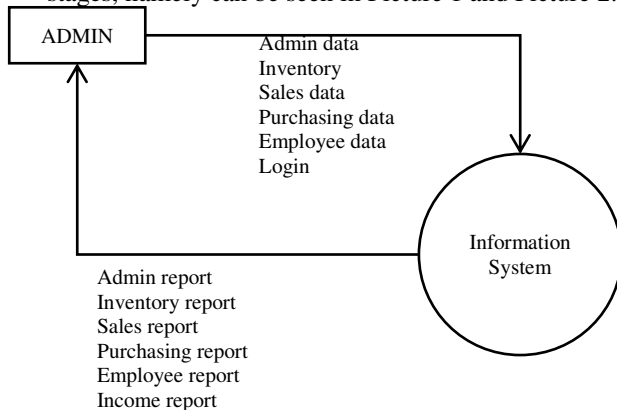 stages, namely can be seen in Picture 1 and Picture 2.
ADMIN
Admin data
Inventory
Sales data
Purchasing data
Employee data
Login
Information
System
Admin report
Inventory report
Sales report
Purchasing report
Employee report
Income report